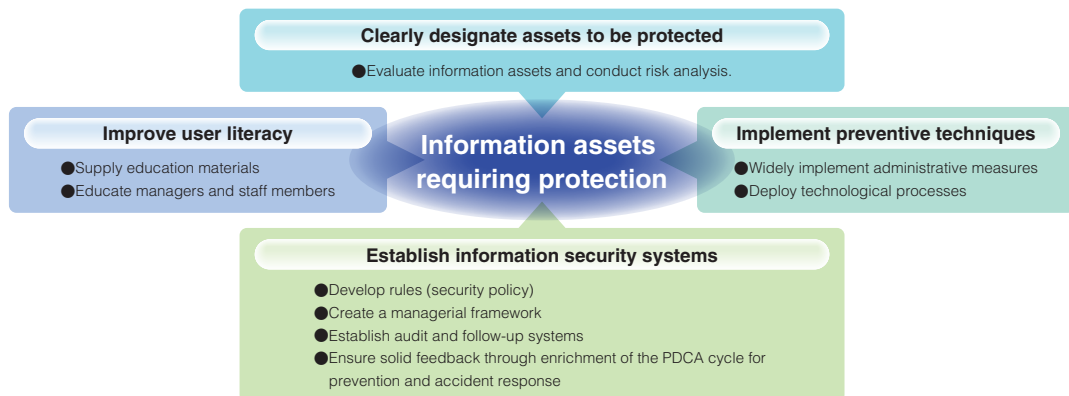 Clearly designate assets to be protected
●Evaluate information assets and conduct risk analysis.
Improve user literacy
●Supply education materials
●Educate managers and staff members
Information assets
requiring protection
Implement preventive techniques
●Widely implement administrative measures
●Deploy technological processes
Establish information security systems
●Develop rules (security policy)
●Create a managerial framework
●Establish audit and follow-up systems
●Ensure solid feedback through enrichment of the PDCA cycle for
prevention and accident response